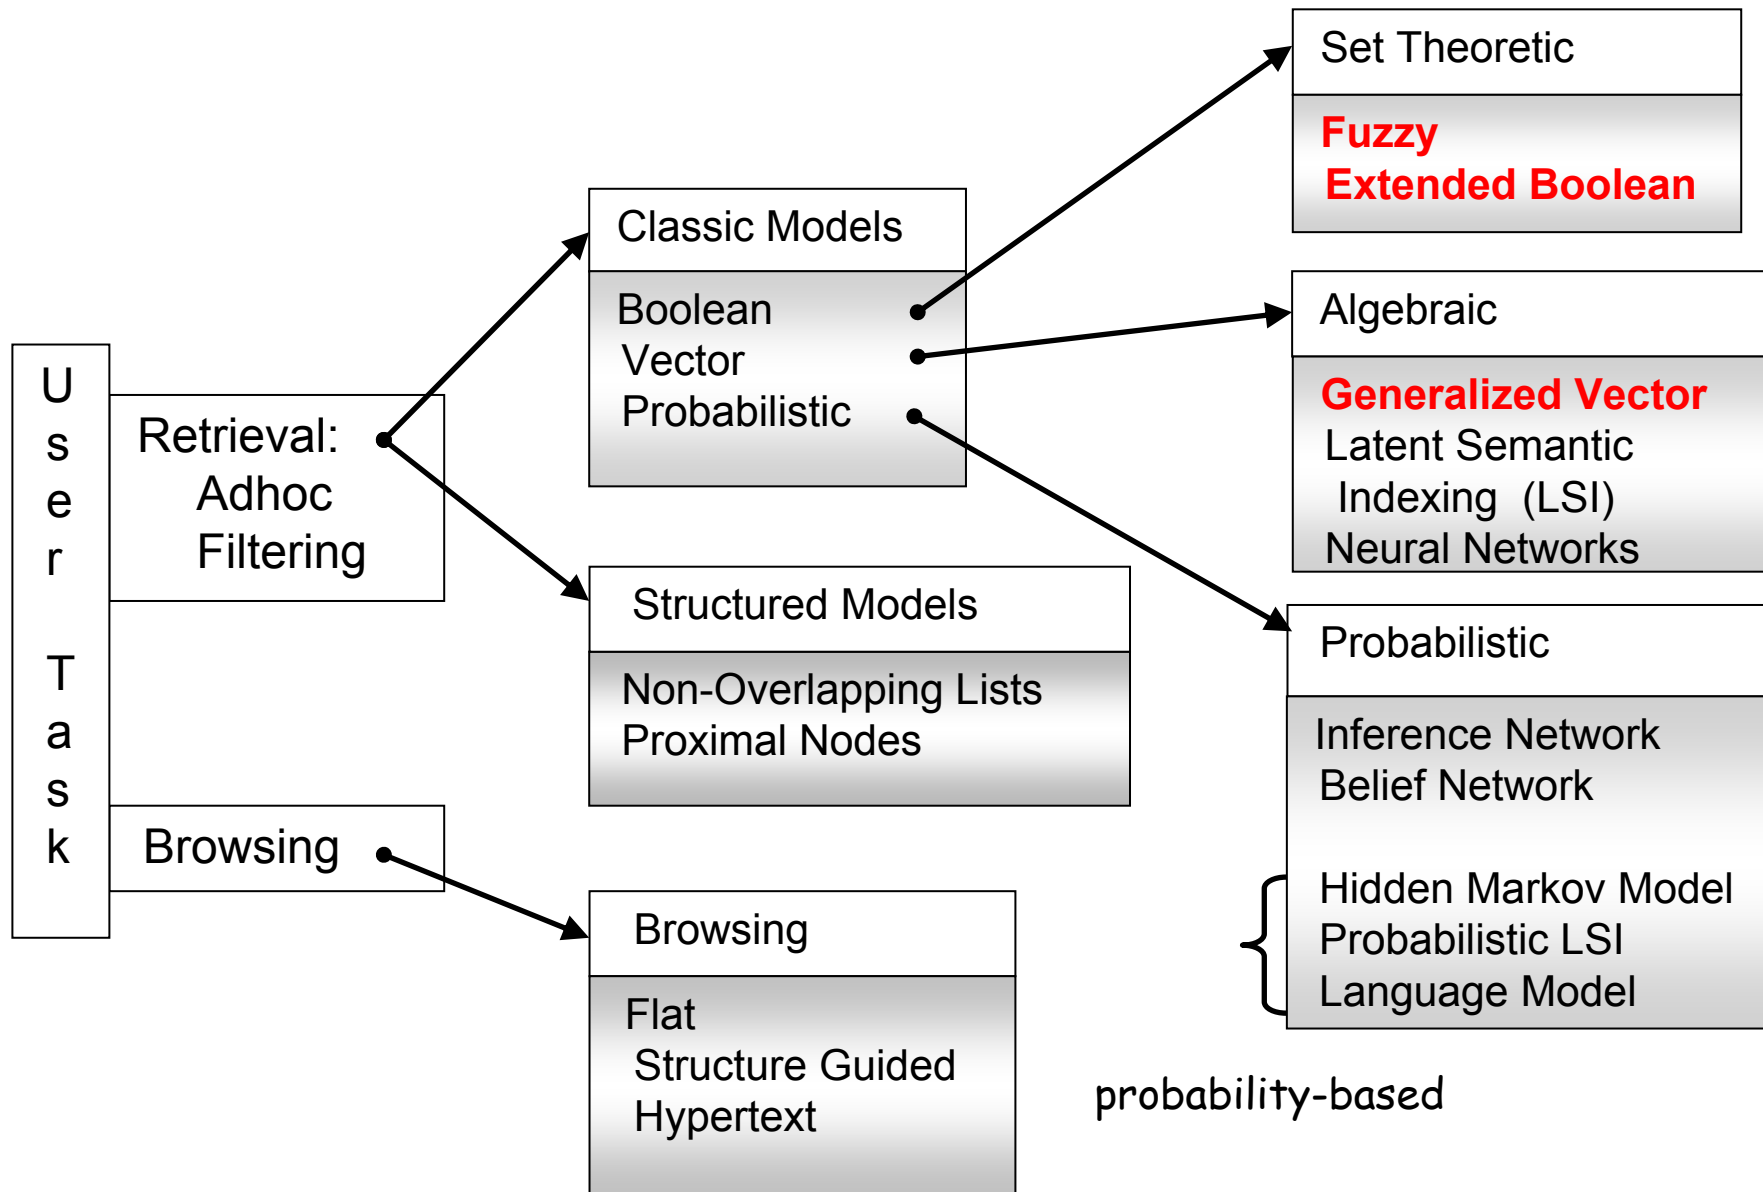 User Task
Retrieval:
Adhoc
Filtering
Browsing
Classic Models
Boolean
Vector
Probabilistic
Structured Models
Non-Overlapping Lists
Proximal Nodes
Browsing
Flat
Structure Guided
Hypertext
Set Theoretic
Fuzzy
Extended Boolean
Algebraic
Generalized Vector
Latent Semantic
Indexing (LSI)
Neural Networks
Probabilistic
Inference Network
Belief Network
Hidden Markov Model
Probabilistic LSI
Language Model
probability-based